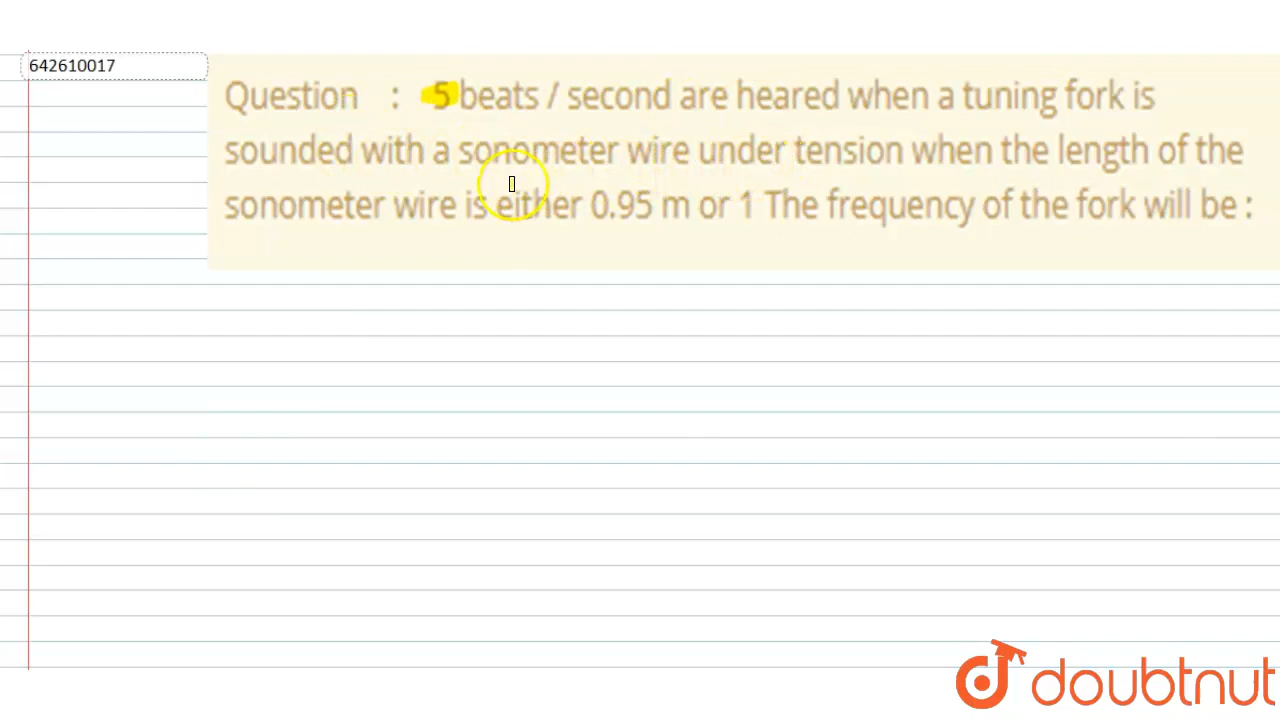 642610017
Question : 5 beats / second are heared when a tuning fork is
sounded with a sonometer wire under tension when the length of the
sonometer wire is either 0.95 m or 1 The frequency of the fork will be :
doubtnut